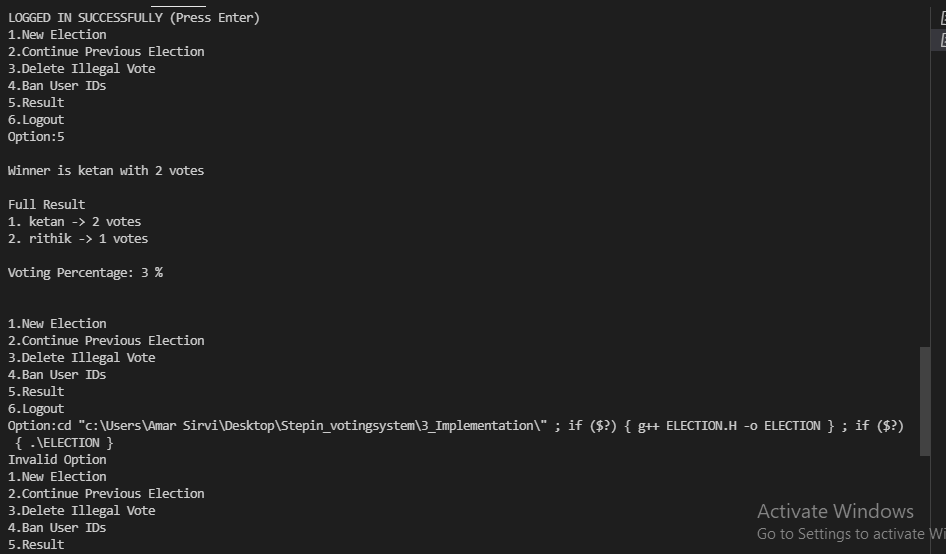 LOGGED IN SUCCESSFULLY (Press Enter)
1.New Election
2.Continue Previous Election
3.Delete Illegal Vote
4.Ban User IDs
5.Result
6.Logout
Option:5
Winner is ketan with 2 votes
Full Result
1. ketan -> 2 votes
2. rithik -> 1 votes
Voting Percentage: 3 %
1.New Election
2.Continue Previous Election
3.Delete Illegal Vote
4.Ban User IDs
5.Result
6.Logout
Option:cd "c:\Users\Amar Sirvi\Desktop\Stepin_votingsystem\3_Implementation\" ; if ($?) { g++ ELECTION.H -o ELECTION } ; if ($?)
{ .\ELECTION }
Invalid Option
1.New Election
2.Continue Previous Election
3.Delete Illegal Vote
4.Ban User IDs
5.Result
Activate Windows
Go to Settings to activate Wi